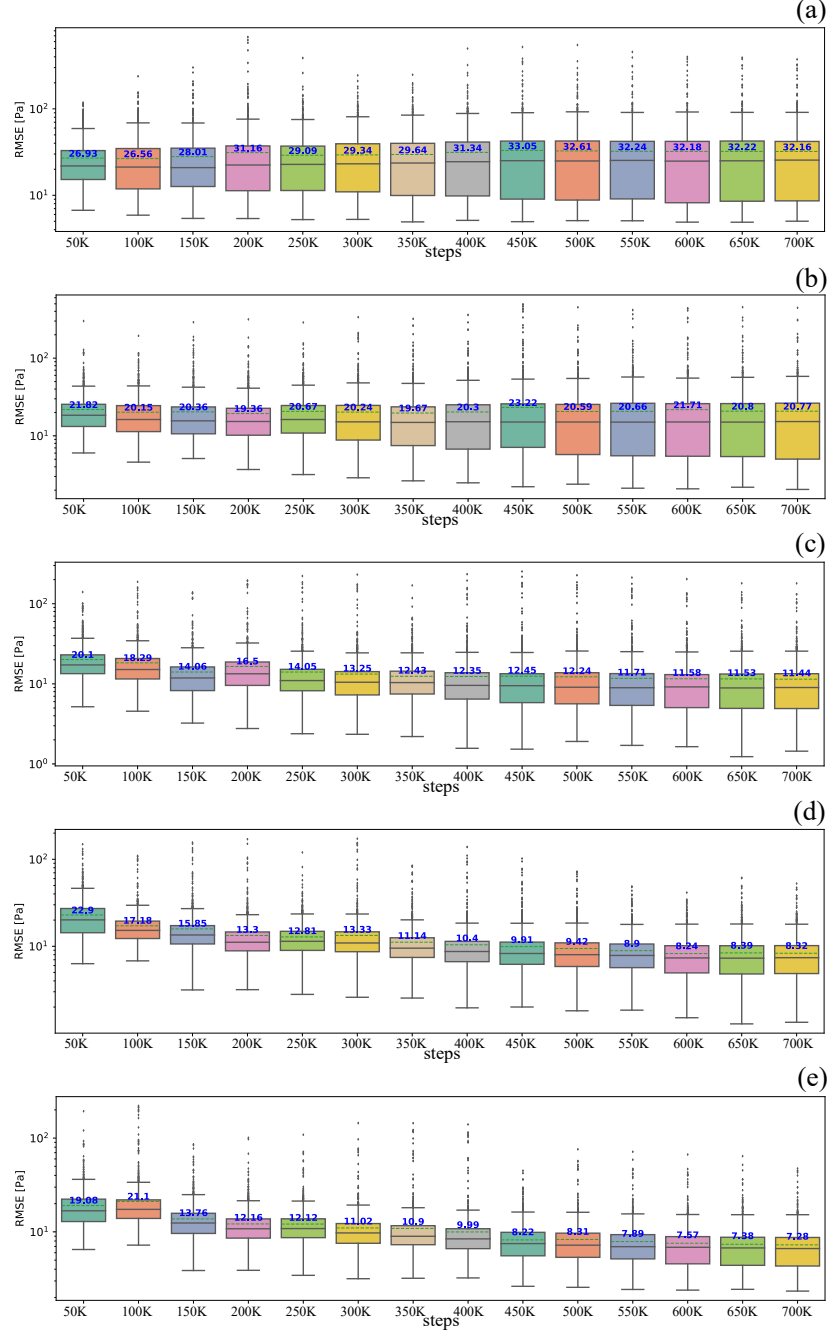 (a)
RMSE [Pa]
10²
10¹
26.93 26.56 28.01 31.16 29.09 29.34 29.64 31.34 33.05 32.61 32.24 32.18 32.22 32.16
50K 100K 150K 200K 250K 300K 350K 400K 450K 500K 550K 600K 650K 700K
steps
(b)
RMSE [Pa]
10²
10¹
21.82 20.15 20.36 19.36 20.67 20.24 19.67 20.3 23.22 20.59 20.66 21.71 20.8 20.77
50K 100K 150K 200K 250K 300K 350K 400K 450K 500K 550K 600K 650K 700K
steps
(c)
RMSE [Pa]
10²
10¹
10⁰
20.1 18.29 14.06 16.5 14.05 13.25 12.43 12.35 12.45 12.24 11.71 11.58 11.53 11.44
50K 100K 150K 200K 250K 300K 350K 400K 450K 500K 550K 600K 650K 700K
steps
(d)
RMSE [Pa]
10²
10¹
22.9 17.18 15.85 13.3 12.81 13.33 11.14 10.4 9.91 9.42 8.9 8.24 8.39 8.32
50K 100K 150K 200K 250K 300K 350K 400K 450K 500K 550K 600K 650K 700K
steps
(e)
RMSE [Pa]
10²
10¹
19.08 21.1 13.76 12.16 12.12 11.02 10.9 9.99 8.22 8.31 7.89 7.57 7.38 7.28
50K 100K 150K 200K 250K 300K 350K 400K 450K 500K 550K 600K 650K 700K
steps